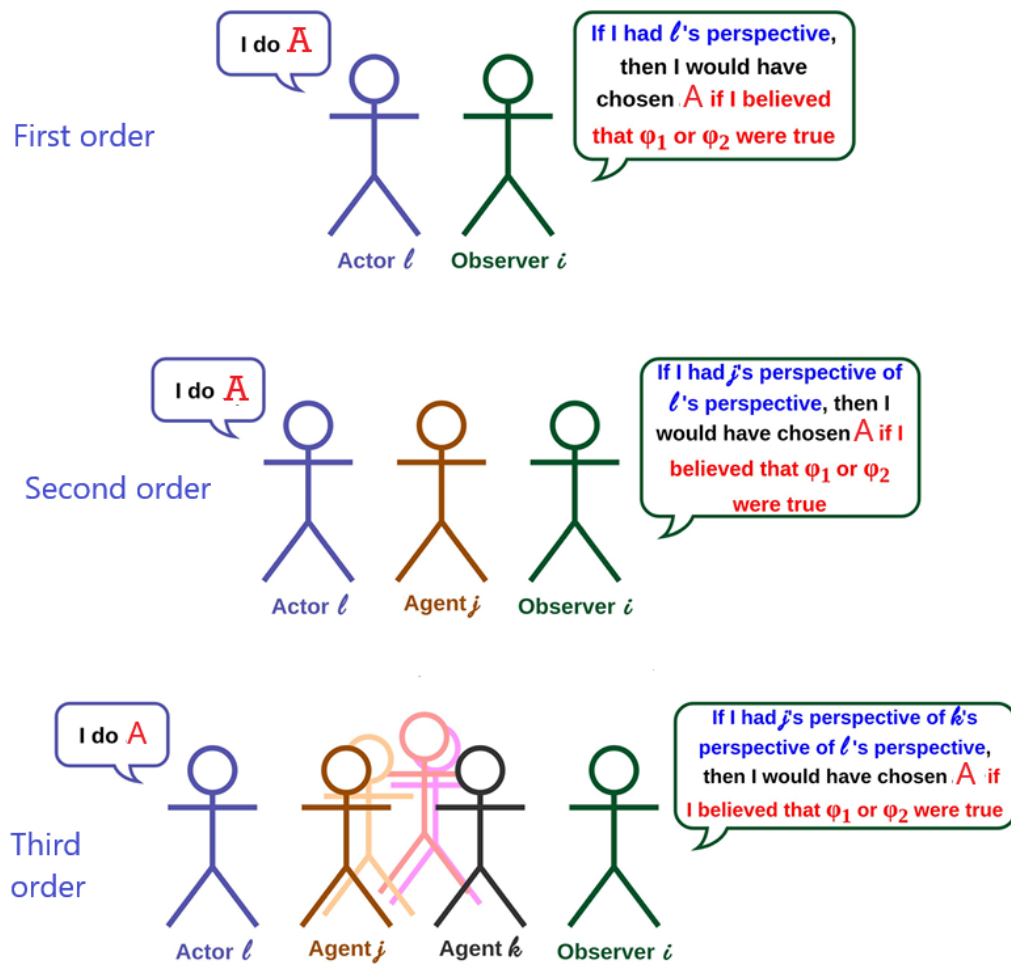 I do A
If I had ℓ's perspective,
then I would have
chosen A if I believed
that φ₁ or φ₂ were true
First order
Actor ℓ
Observer i
I do A
If I had j's perspective of
ℓ's perspective, then I
would have chosen A if I
believed that φ₁ or φ₂
were true
Second order
Actor ℓ
Agent j
Observer i
I do A
If I had j's perspective of k's
perspective of ℓ's perspective,
then I would have chosen A if
I believed that φ₁ or φ₂ were true
Third
order
Actor ℓ
Agent j
Agent k
Observer i